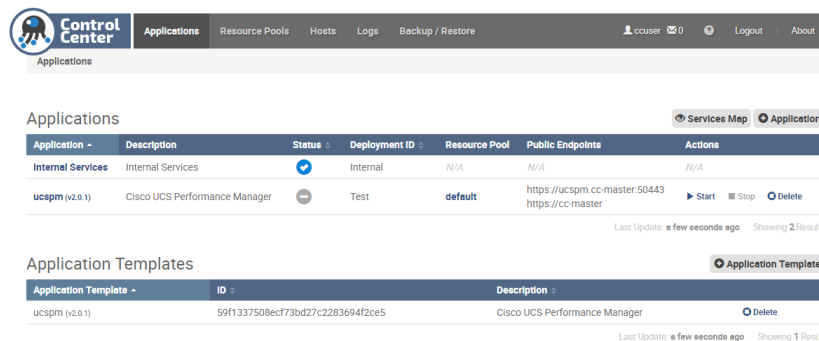 Control Center
Applications Resource Pools Hosts Logs Backup / Restore ccuser 0 Logout About
Applications
Applications Services Map Application
Application Description Status Deployment ID Resource Pool Public Endpoints Actions
Internal Services Internal Services Internal N/A N/A N/A
ucspm (v2.0.1) Cisco UCS Performance Manager Test default https://ucspm.cc-master:50443 Start Stop Delete
https://cc-master
Last Update: a few seconds ago Showing 2 Result
Application Templates Application Template
Application Template ID Description
ucspm (v2.0.1) 59f1337508ecf73bd27c2283694f2ce5 Cisco UCS Performance Manager Delete
Last Update: a few seconds ago Showing 1 Resu